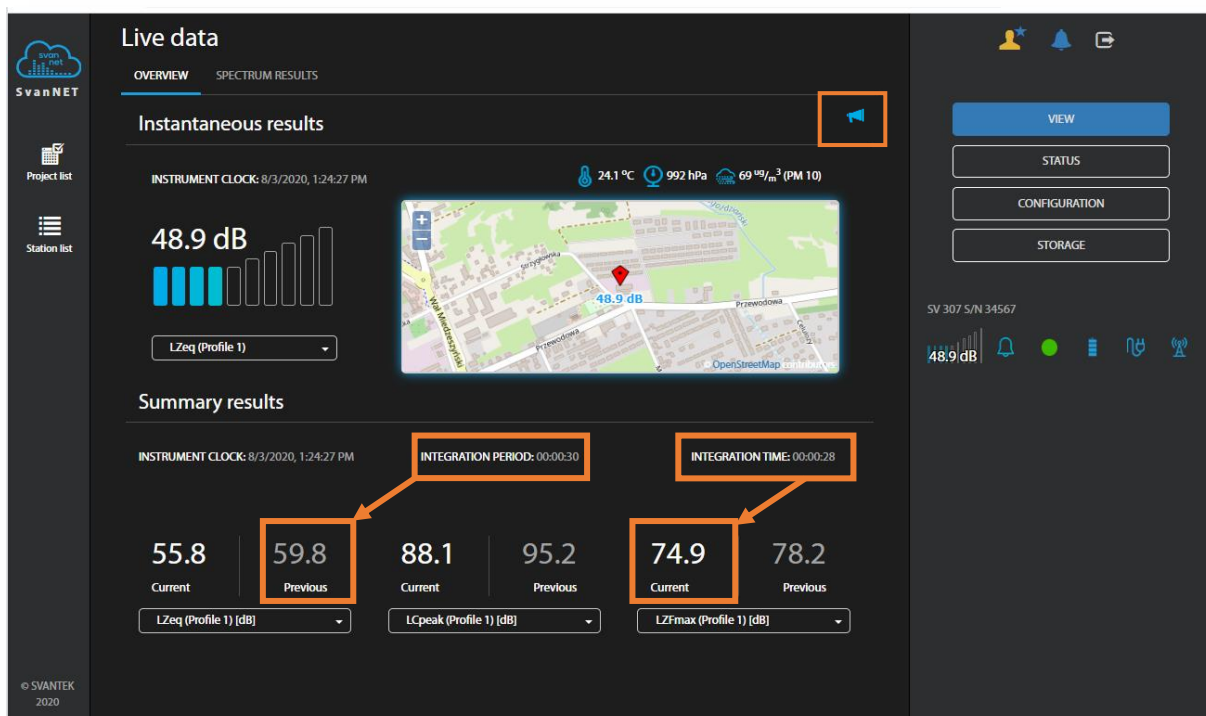 svan
net
SvanNET
Project list
Station list
© SVANTEK
2020
Live data
OVERVIEW SPECTRUM RESULTS
Instantaneous results
INSTRUMENT CLOCK: 8/3/2020, 1:24:27 PM
24.1 °C 992 hPa 69 ug/m3 (PM 10)
48.9 dB
LZeq (Profile 1)
+
−
Strzygłowska
48.9 dB
Przewodowa
Wał Miedzeszyński
Przewodowa
© OpenStreetMap contributors
Summary results
INSTRUMENT CLOCK: 8/3/2020, 1:24:27 PM INTEGRATION PERIOD: 00:00:30 INTEGRATION TIME: 00:00:28
55.8 59.8 88.1 95.2 74.9 78.2
Current Previous Current Previous Current Previous
LZeq (Profile 1) [dB] LCpeak (Profile 1) [dB] LZFmax (Profile 1) [dB]
VIEW
STATUS
CONFIGURATION
STORAGE
SV 307 S/N 34567
48.9 dB